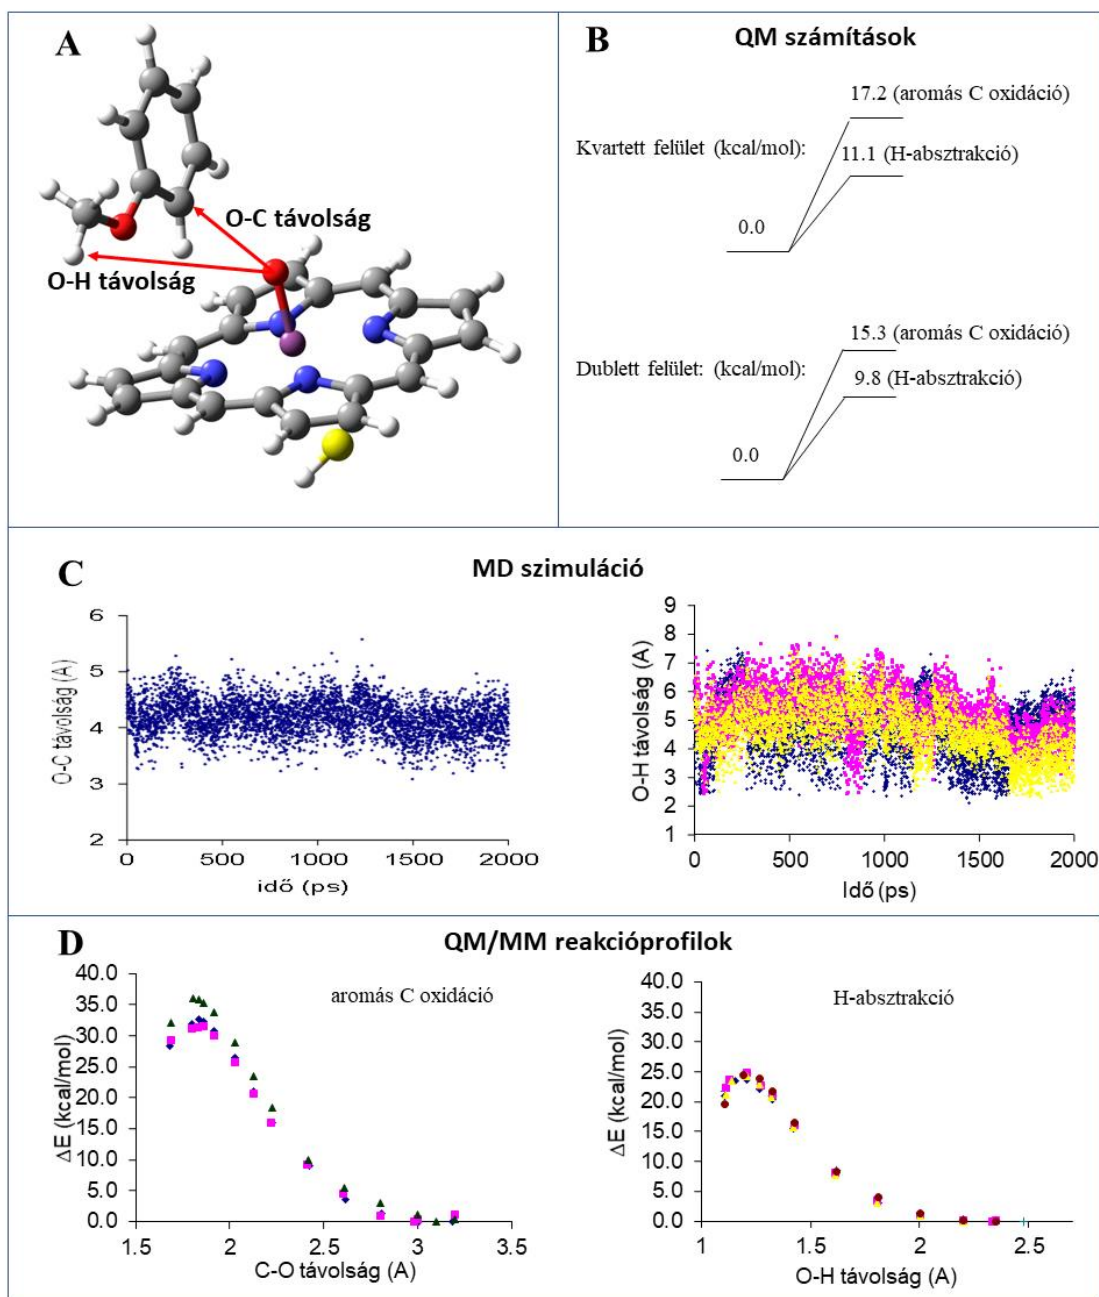 A
O-C távolság
O-H távolság
B
QM számítások
17.2 (aromás C oxidáció)
Kvartett felület (kcal/mol):
11.1 (H-absztrakció)
0.0
15.3 (aromás C oxidáció)
Dublett felület: (kcal/mol):
9.8 (H-absztrakció)
0.0
C
MD szimuláció
6
5
4
3
2
O-C távolság (A)
0
500
1000
1500
2000
idő (ps)
9
8
7
6
5
4
3
2
1
O-H távolság (A)
0
500
1000
1500
2000
Idő (ps)
D
QM/MM reakcióprofilok
40.0
35.0
30.0
25.0
20.0
15.0
10.0
5.0
0.0
ΔE (kcal/mol)
aromás C oxidáció
1.5
2
2.5
3
3.5
C-O távolság (A)
40.0
35.0
30.0
25.0
20.0
15.0
10.0
5.0
0.0
ΔE (kcal/mol)
H-absztrakció
1
1.5
2
2.5
O-H távolság (A)